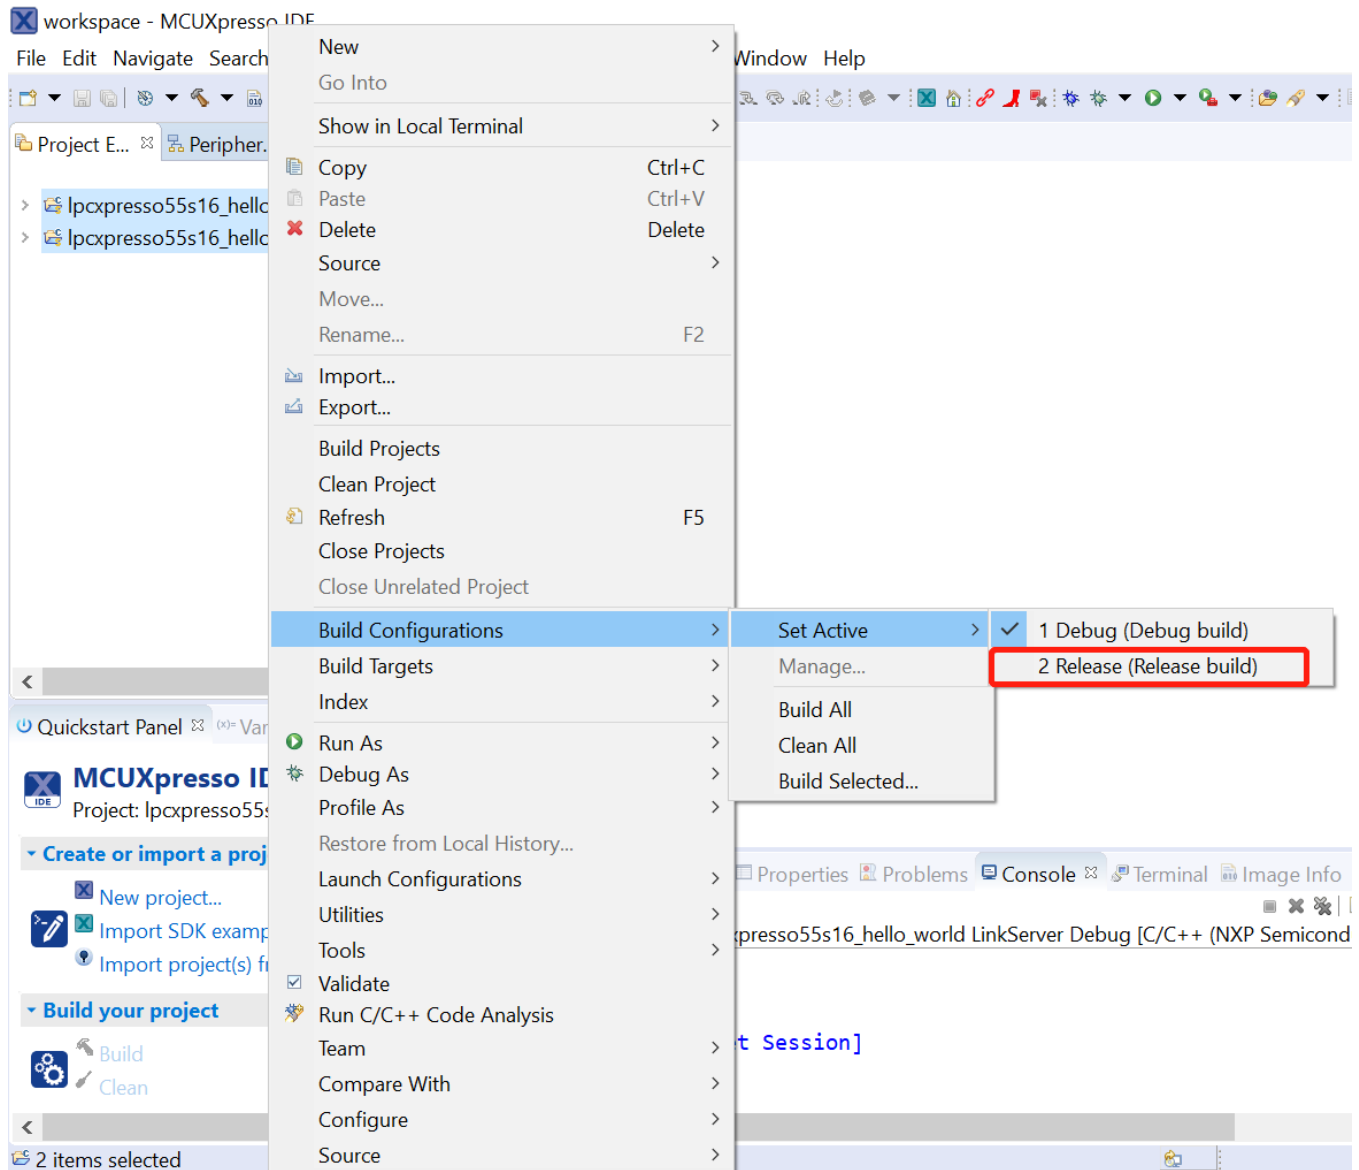 workspace - MCUXpresso IDE
File Edit Navigate Search
Window Help
Project E...
Peripher.
lpcxpresso55s16_hello
lpcxpresso55s16_hello
New
Go Into
Show in Local Terminal
Copy Ctrl+C
Paste Ctrl+V
Delete Delete
Source
Move...
Rename... F2
Import...
Export...
Build Projects
Clean Project
Refresh F5
Close Projects
Close Unrelated Project
Build Configurations
Build Targets
Index
Run As
Debug As
Profile As
Restore from Local History...
Launch Configurations
Utilities
Tools
Validate
Run C/C++ Code Analysis
Team
Compare With
Configure
Source
Set Active
Manage...
Build All
Clean All
Build Selected...
1 Debug (Debug build)
2 Release (Release build)
Quickstart Panel
(x)= Var
MCUXpresso ID
IDE
Project: lpcxpresso55s
Create or import a proj
New project...
Import SDK examp
Import project(s) fr
Build your project
Build
Clean
Properties Problems Console Terminal Image Info
xpresso55s16_hello_world LinkServer Debug [C/C++ (NXP Semicond
t Session]
2 items selected